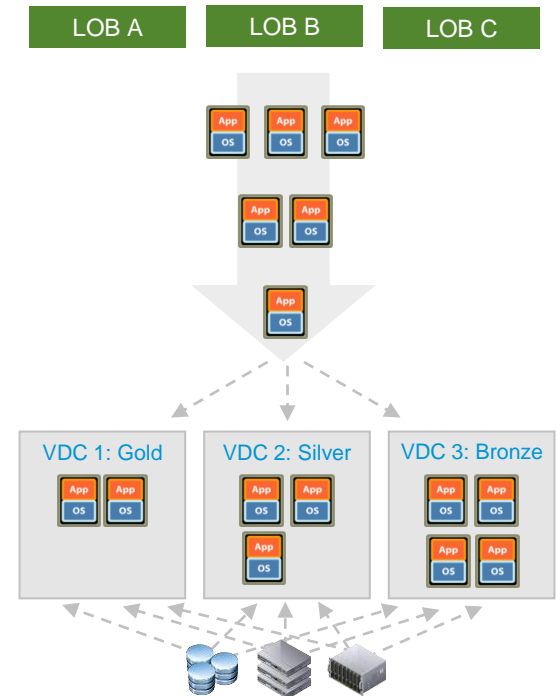 LOB A
LOB B
LOB C
App
OS
App
OS
App
OS
App
OS
App
OS
App
OS
VDC 1: Gold
App
OS
App
OS
VDC 2: Silver
App
OS
App
OS
App
OS
VDC 3: Bronze
App
OS
App
OS
App
OS
App
OS